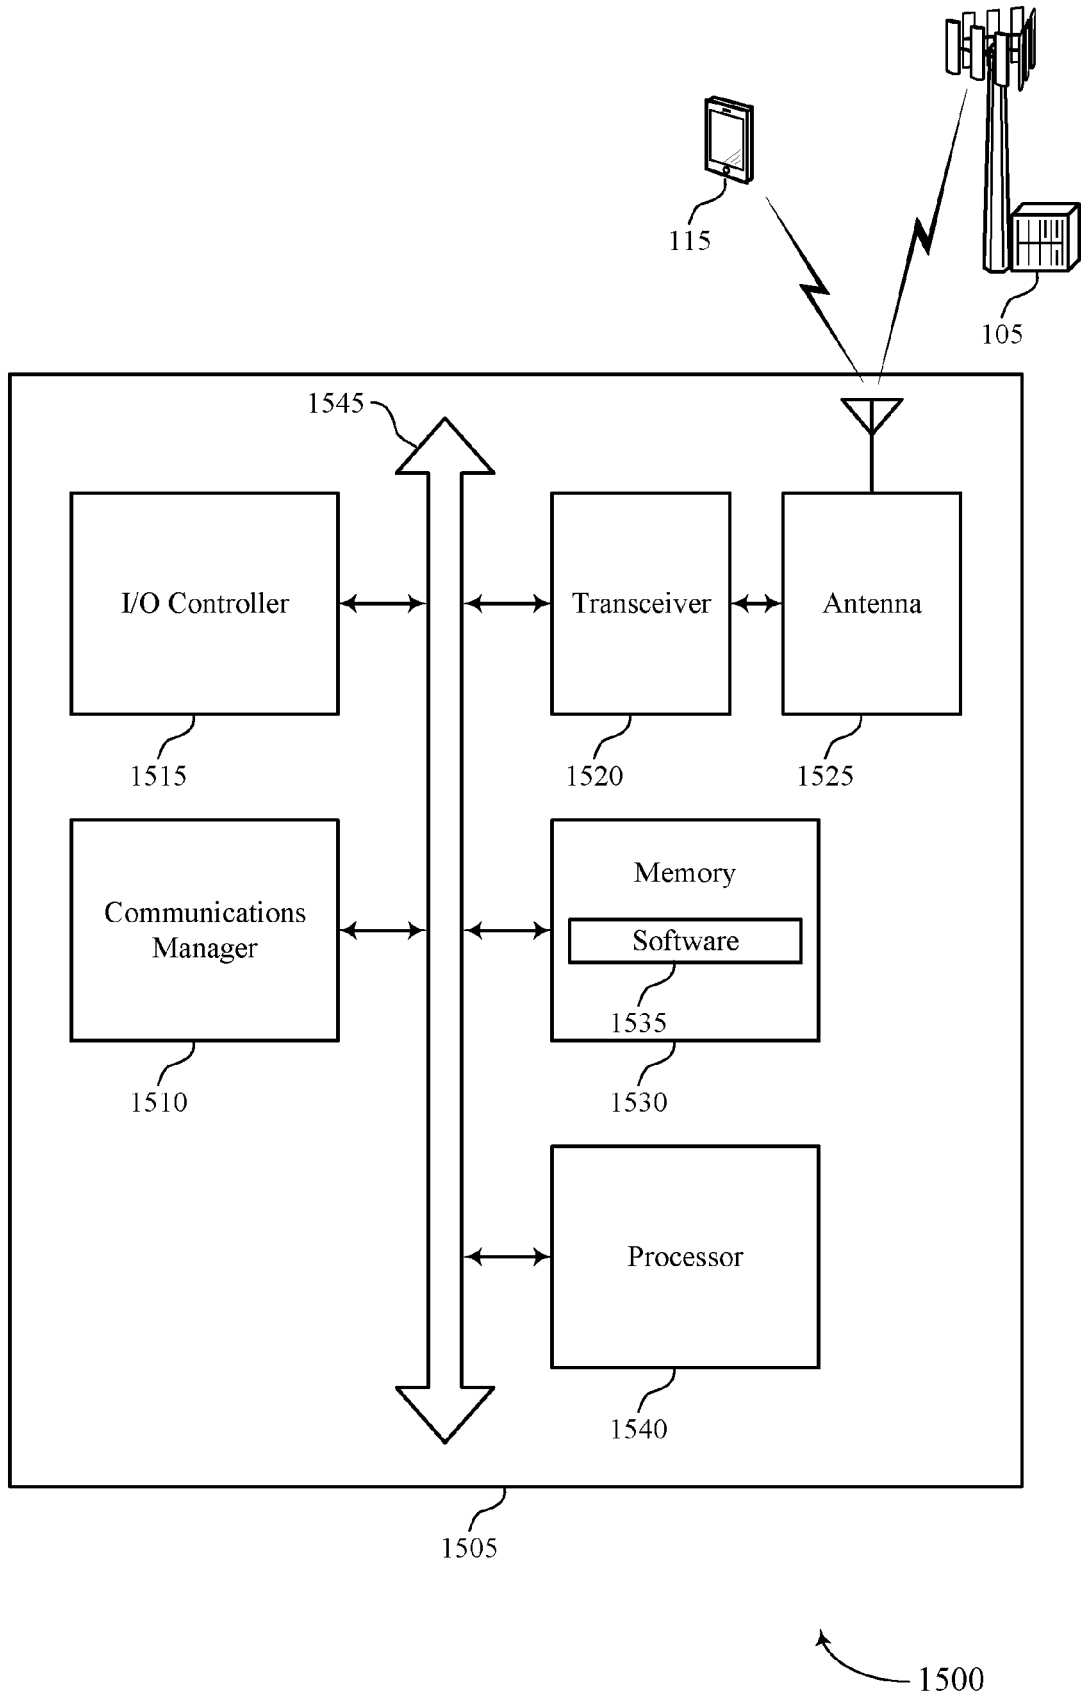 115
105
1545
I/O Controller
Transceiver
Antenna
1515
1520
1525
Communications
Manager
Memory
Software
1535
1510
1530
Processor
1540
1505
1500